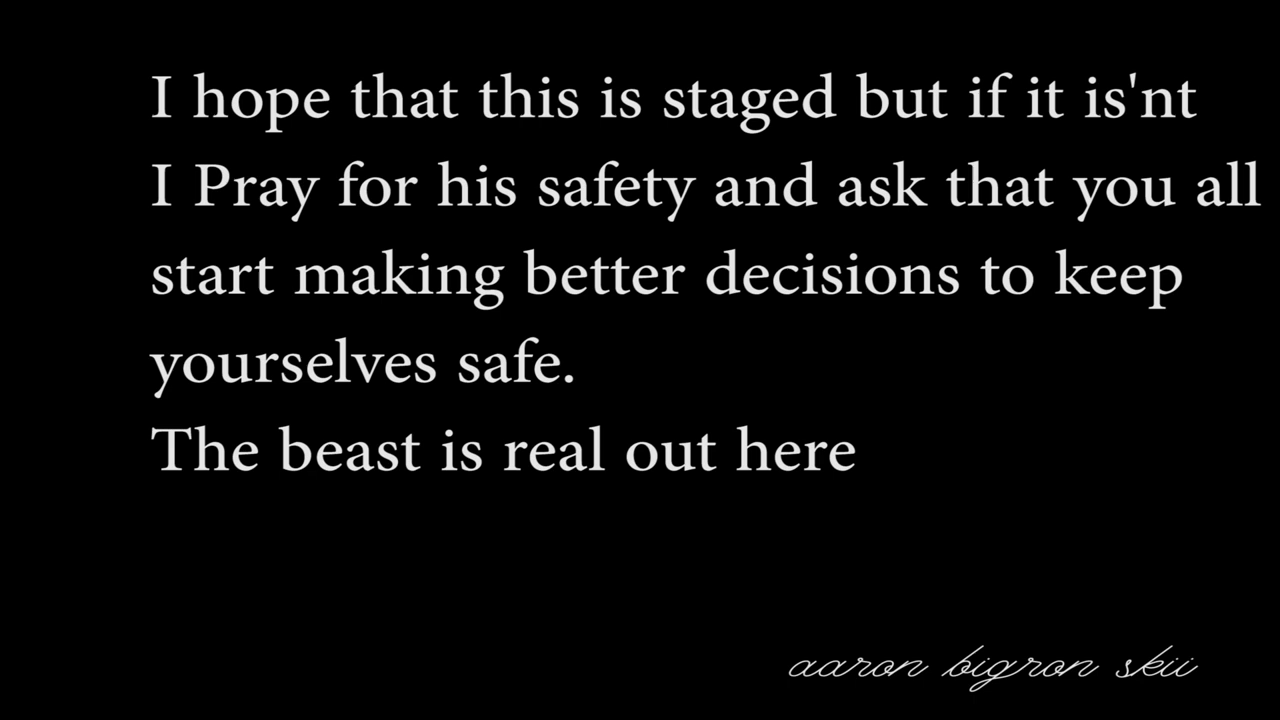 I hope that this is staged but if it is'nt
I Pray for his safety and ask that you all
start making better decisions to keep
yourselves safe.
The beast is real out here
aaron bigron skii